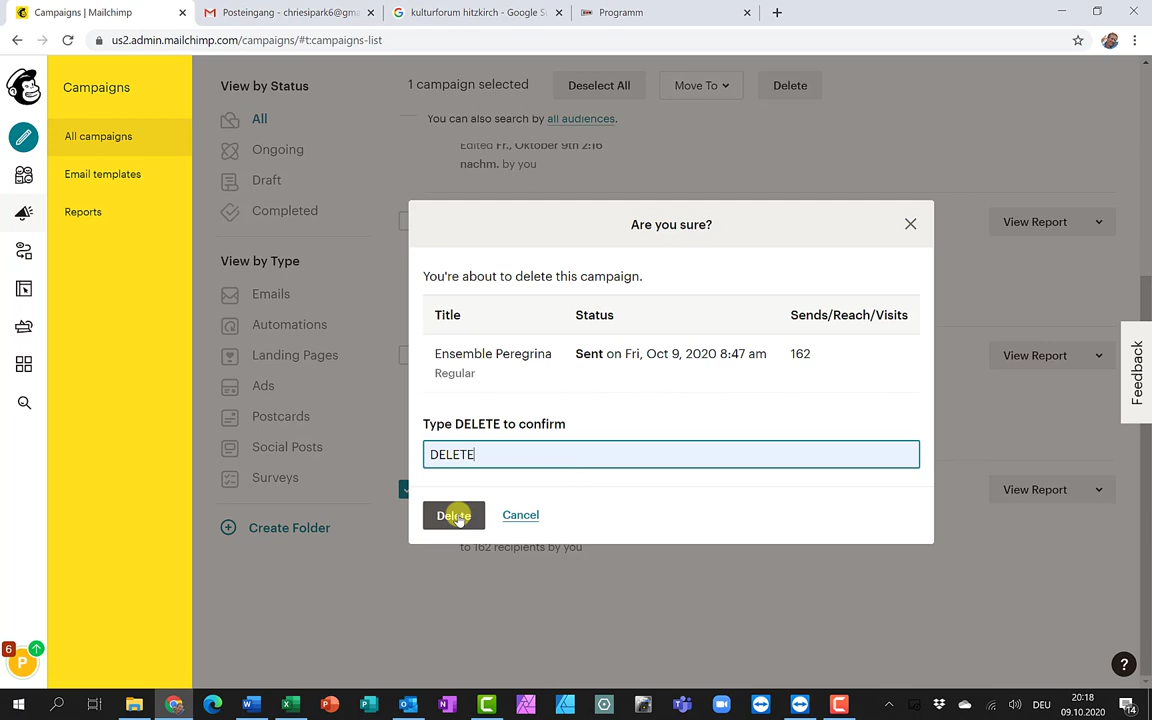 Campaigns | Mailchimp
Posteingang - chriesipark6@gma
kulturforum hitzkirch - Google S
Programm
us2.admin.mailchimp.com/campaigns/#t:campaigns-list
Campaigns
All campaigns
Email templates
Reports
6
P
View by Status
All
Ongoing
Draft
Completed
View by Type
Emails
Automations
Landing Pages
Ads
Postcards
Social Posts
Surveys
Create Folder
1 campaign selected
Deselect All
Move To
Delete
You can also search by all audiences.
Edited Fr., Oktober 9th 2:16
nachm. by you
View Report
View Report
View Report
Are you sure?
You're about to delete this campaign.
Title Status Sends/Reach/Visits
Ensemble Peregrina Sent on Fri, Oct 9, 2020 8:47 am 162
Regular
Type DELETE to confirm
DELETE
Delete Cancel
to 162 recipients by you
Feedback
?
DEU
20:18
09.10.2020
14